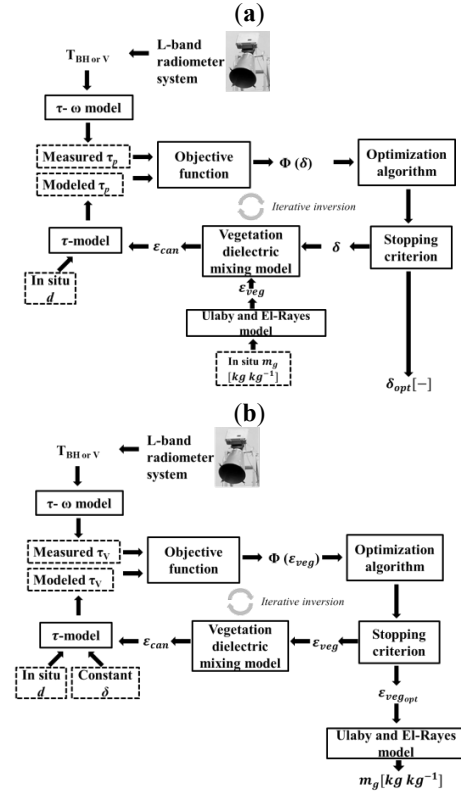 (a)
T_BH or V
L-band
radiometer
system
τ- ω model
Measured τ_p
Modeled τ_p
Objective
function
Φ (δ)
Optimization
algorithm
Iterative inversion
τ-model
ε_can
Vegetation
dielectric
mixing model
δ
Stopping
criterion
In situ
d
ε_veg
Ulaby and El-Rayes
model
In situ m_g
[kg kg⁻¹]
δ_opt[−]
(b)
T_BH or V
L-band
radiometer
system
τ- ω model
Measured τ_V
Modeled τ_V
Objective
function
Φ (ε_veg)
Optimization
algorithm
Iterative inversion
τ-model
ε_can
Vegetation
dielectric
mixing model
ε_veg
Stopping
criterion
In situ
d
Constant
δ
ε_veg_opt
Ulaby and El-Rayes
model
m_g[kg kg⁻¹]